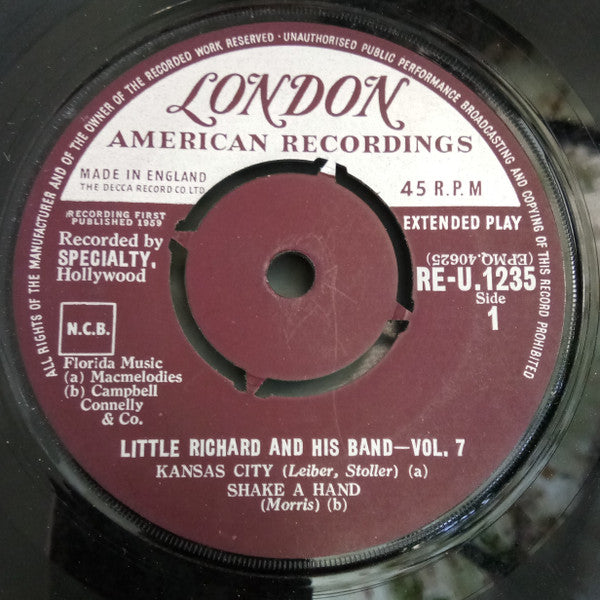 ALL RIGHTS OF THE MANUFACTURER AND OF THE OWNER OF THE RECORDED WORK RESERVED · UNAUTHORISED PUBLIC PERFORMANCE BROADCASTING AND COPYING OF THIS RECORD PROHIBITED
LONDON
AMERICAN RECORDINGS
MADE IN ENGLAND
THE DECCA RECORD CO. LTD.
45 R.P.M
RECORDING FIRST
PUBLISHED 1959
EXTENDED PLAY
Recorded by
SPECIALTY,
Hollywood
(EPMQ.40625)
RE-U.1235
Side
1
N.C.B.
Florida Music
(a) Macmelodies
(b) Campbell
Connelly
& Co.
LITTLE RICHARD AND HIS BAND—VOL. 7
KANSAS CITY (Leiber, Stoller) (a)
SHAKE A HAND
(Morris) (b)